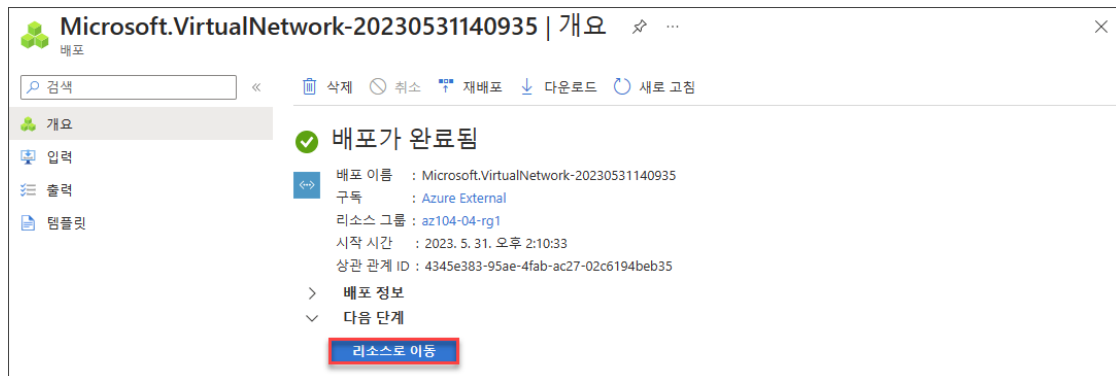 Microsoft.VirtualNetwork-20230531140935 | 개요 ...
배포
검색 «
삭제 취소 재배포 다운로드 새로 고침
개요
입력
출력
템플릿
배포가 완료됨
배포 이름 : Microsoft.VirtualNetwork-20230531140935
구독 : Azure External
리소스 그룹 : az104-04-rg1
시작 시간 : 2023. 5. 31. 오후 2:10:33
상관 관계 ID : 4345e383-95ae-4fab-ac27-02c6194beb35
배포 정보
다음 단계
리소스로 이동